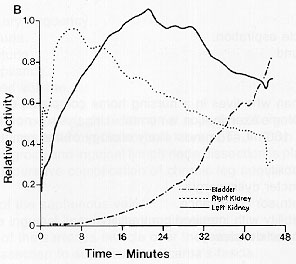 B
1.0
0.8
0.6
0.4
0.2
0
Relative Activity
0 8 16 24 32 40 48
Time - Minutes
Bladder
Right Kidney
Left Kidney